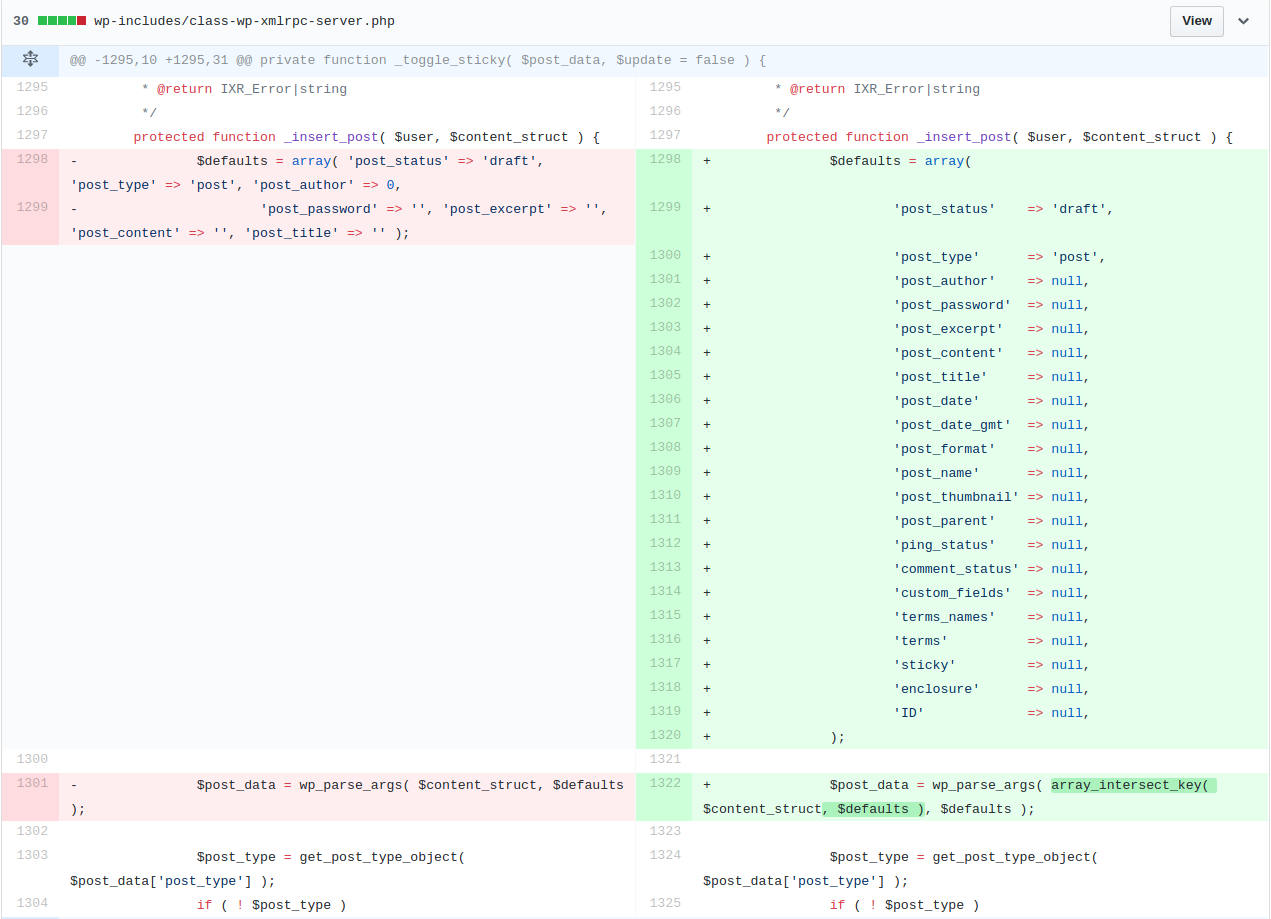 30 wp-includes/class-wp-xmlrpc-server.php View
@@ -1295,10 +1295,31 @@ private function _toggle_sticky( $post_data, $update = false ) {
1295 * @return IXR_Error|string 1295 * @return IXR_Error|string
1296 */ 1296 */
1297 protected function _insert_post( $user, $content_struct ) { 1297 protected function _insert_post( $user, $content_struct ) {
1298 - $defaults = array( 'post_status' => 'draft', 1298 + $defaults = array(
'post_type' => 'post', 'post_author' => 0,
1299 - 'post_password' => '', 'post_excerpt' => '', 1299 + 'post_status' => 'draft',
'post_content' => '', 'post_title' => '' );
1300 + 'post_type' => 'post',
1301 + 'post_author' => null,
1302 + 'post_password' => null,
1303 + 'post_excerpt' => null,
1304 + 'post_content' => null,
1305 + 'post_title' => null,
1306 + 'post_date' => null,
1307 + 'post_date_gmt' => null,
1308 + 'post_format' => null,
1309 + 'post_name' => null,
1310 + 'post_thumbnail' => null,
1311 + 'post_parent' => null,
1312 + 'ping_status' => null,
1313 + 'comment_status' => null,
1314 + 'custom_fields' => null,
1315 + 'terms_names' => null,
1316 + 'terms' => null,
1317 + 'sticky' => null,
1318 + 'enclosure' => null,
1319 + 'ID' => null,
1320 + );
1300 1321
1301 - $post_data = wp_parse_args( $content_struct, $defaults 1322 + $post_data = wp_parse_args( array_intersect_key(
); $content_struct, $defaults ), $defaults );
1302 1323
1303 $post_type = get_post_type_object( 1324 $post_type = get_post_type_object(
$post_data['post_type'] ); $post_data['post_type'] );
1304 if ( ! $post_type ) 1325 if ( ! $post_type )